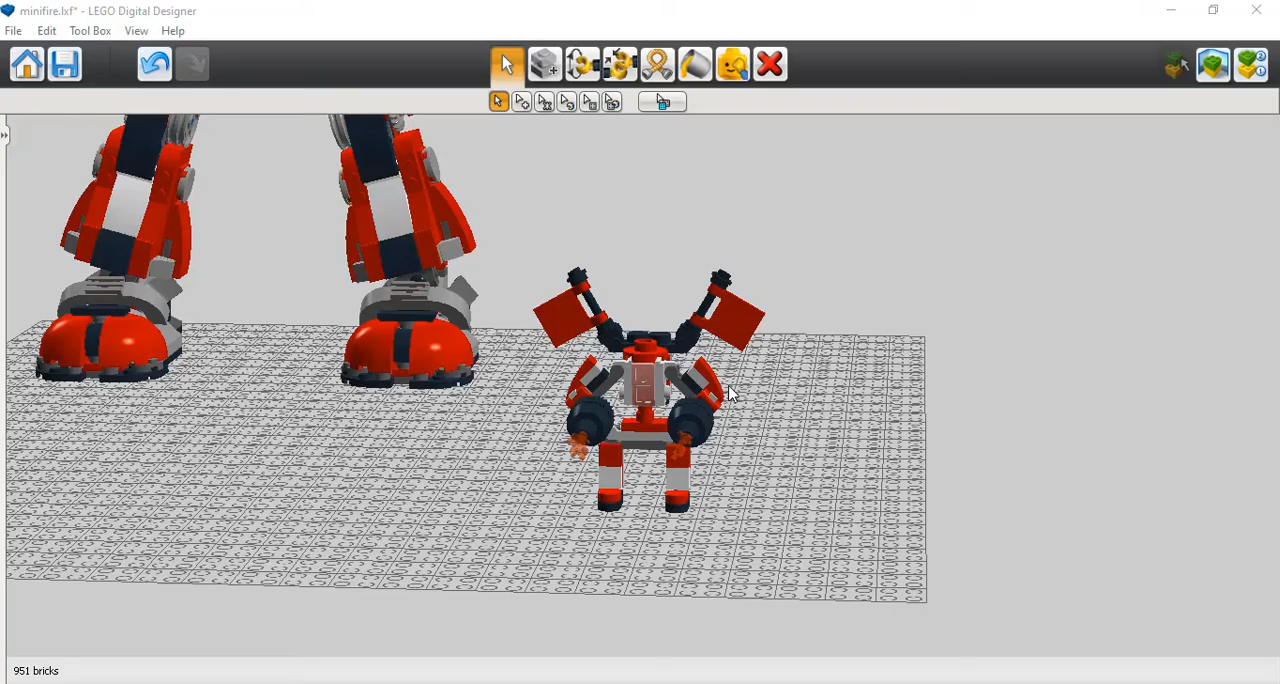 minifire.lxf* - LEGO Digital Designer
File Edit Tool Box View Help
951 bricks